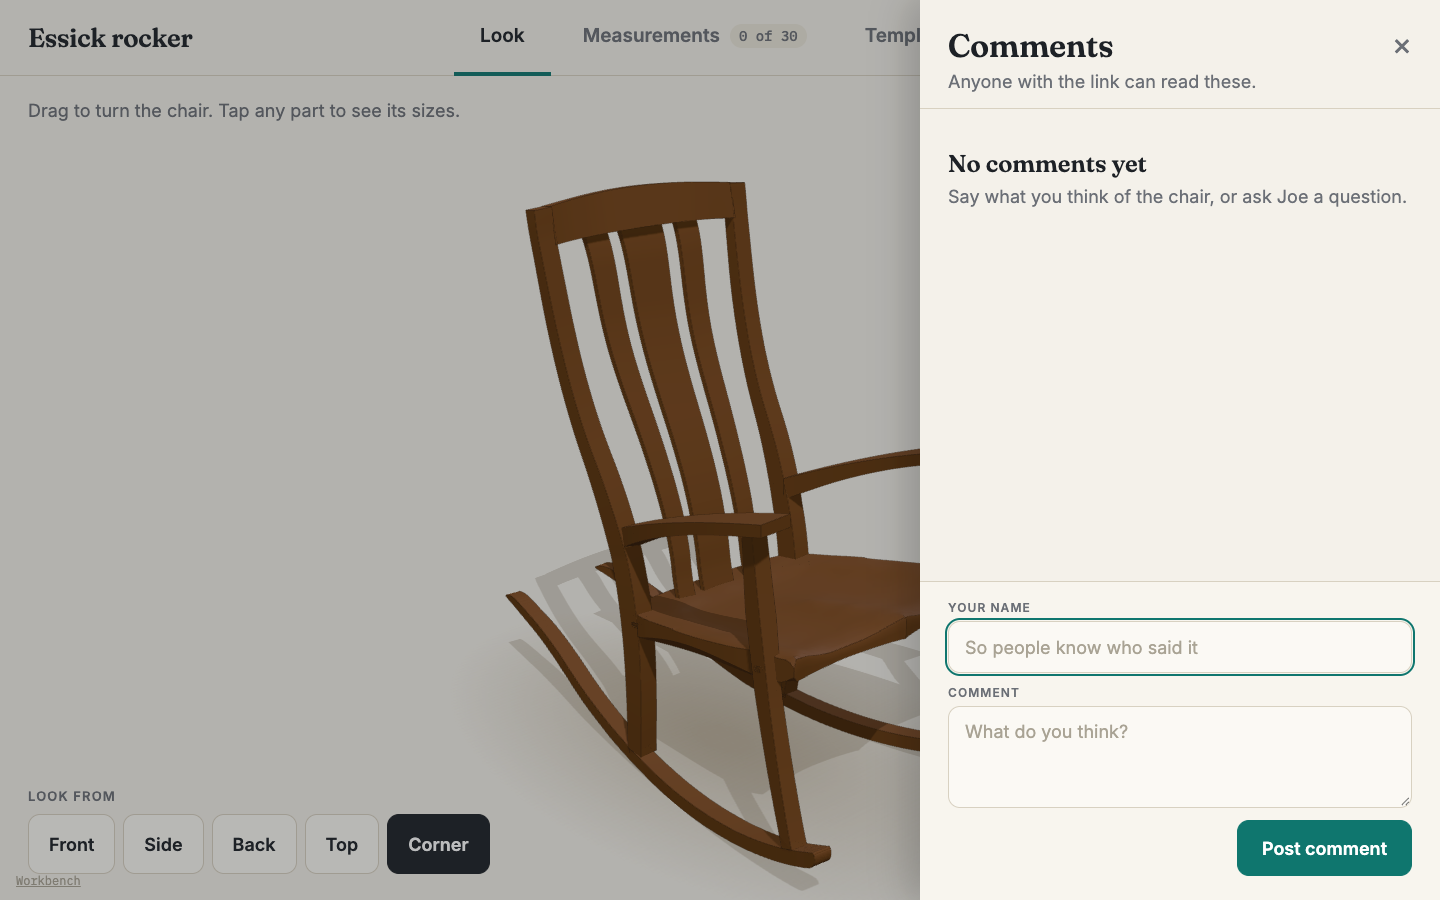 Essick rocker
Look
Measurements 0 of 30
Templ
Drag to turn the chair. Tap any part to see its sizes.
LOOK FROM
Front
Side
Back
Top
Corner
Workbench
Comments
×
Anyone with the link can read these.
No comments yet
Say what you think of the chair, or ask Joe a question.
YOUR NAME
So people know who said it
COMMENT
What do you think?
Post comment